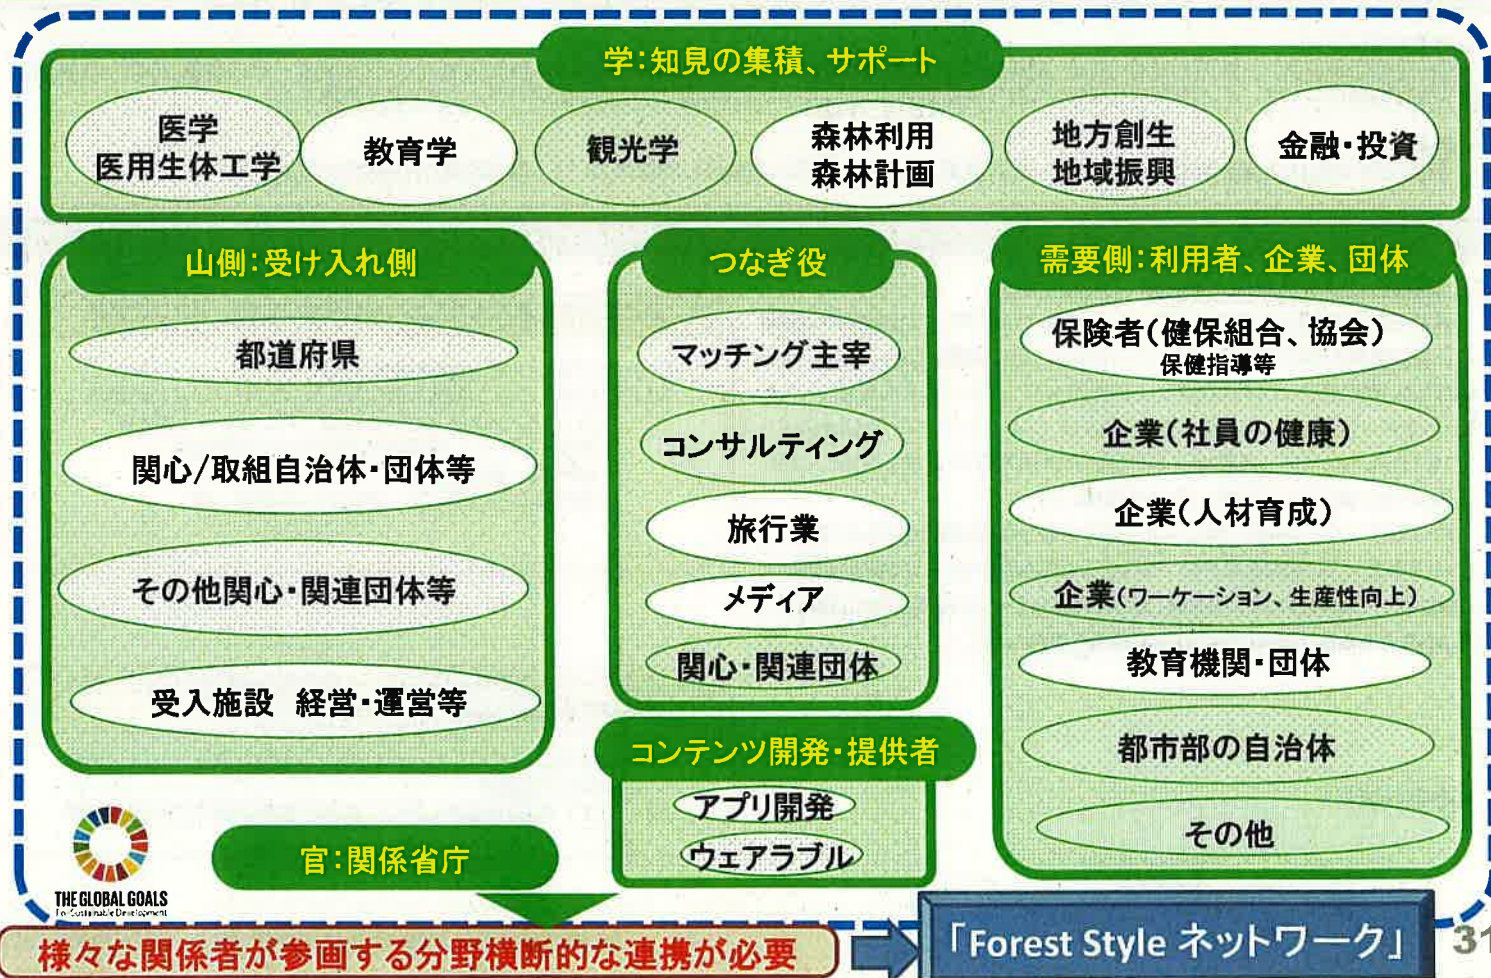 学:知見の集積、サポート
医学
医用生体工学
教育学
観光学
森林利用
森林計画
地方創生
地域振興
金融・投資
山側:受け入れ側
都道府県
関心/取組自治体・団体等
その他関心・関連団体等
受入施設 経営・運営等
つなぎ役
マッチング主宰
コンサルティング
旅行業
メディア
関心・関連団体
コンテンツ開発・提供者
アプリ開発
ウェアラブル
需要側:利用者、企業、団体
保険者(健保組合、協会)
保健指導等
企業(社員の健康)
企業(人材育成)
企業(ワーケーション、生産性向上)
教育機関・団体
都市部の自治体
その他
官:関係省庁
THE GLOBAL GOALS
For Sustainable Development
様々な関係者が参画する分野横断的な連携が必要
「Forest Style ネットワーク」
31